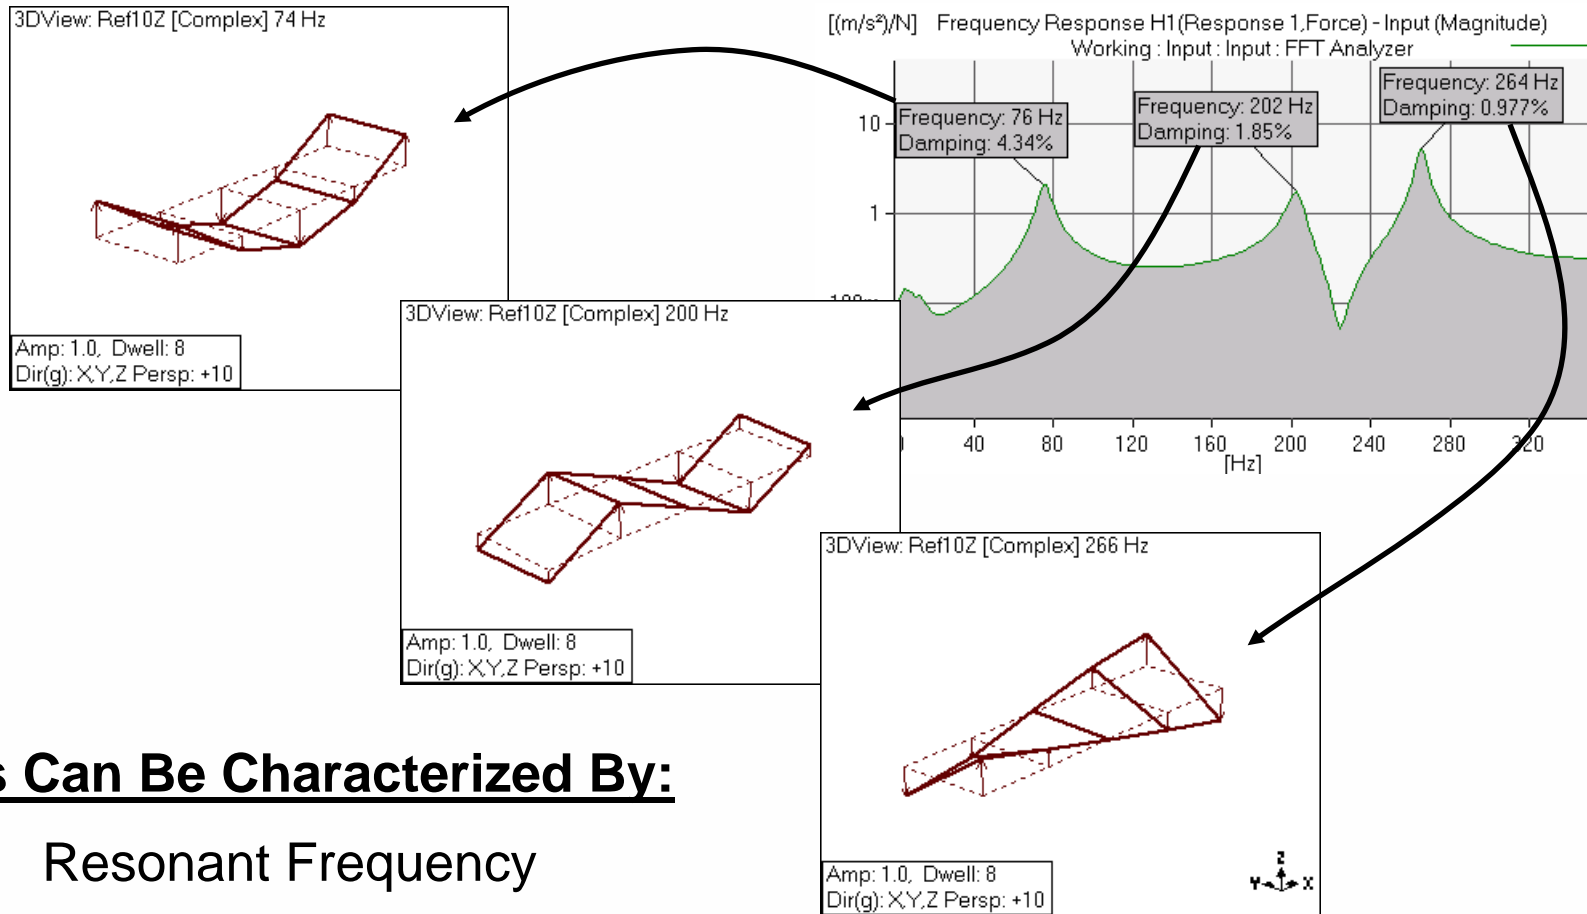 3DView: Ref10Z [Complex] 74 Hz
Amp: 1.0, Dwell: 8
Dir(g): X,Y,Z Persp: +10
[(m/s²)/N] Frequency Response H1(Response 1,Force) - Input (Magnitude)
Working : Input : Input : FFT Analyzer
Frequency: 76 Hz
Damping: 4.34%
Frequency: 202 Hz
Damping: 1.85%
Frequency: 264 Hz
Damping: 0.977%
10
1
40 80 120 160 200 240 280 320
[Hz]
3DView: Ref10Z [Complex] 200 Hz
Amp: 1.0, Dwell: 8
Dir(g): X,Y,Z Persp: +10
3DView: Ref10Z [Complex] 266 Hz
Amp: 1.0, Dwell: 8
Dir(g): X,Y,Z Persp: +10
Z
Y X
s Can Be Characterized By:
Resonant Frequency